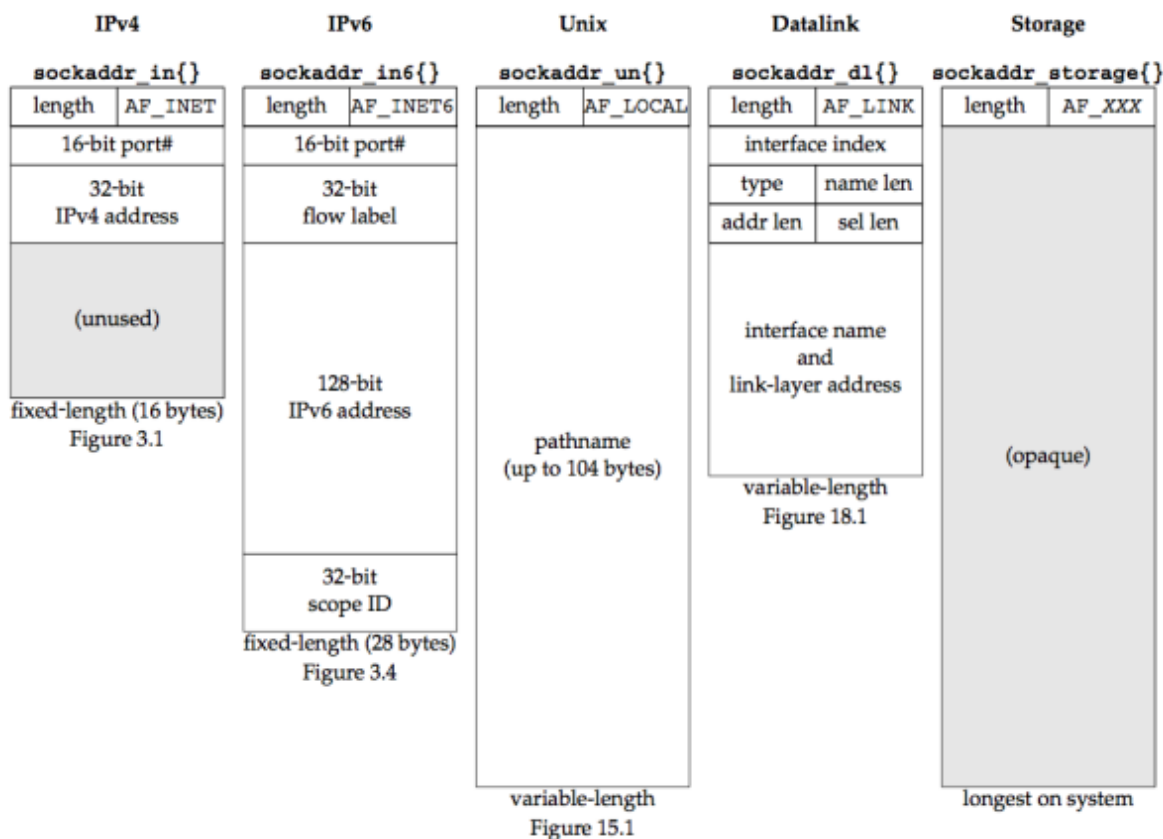 IPv4
IPv6
Unix
Datalink
Storage
sockaddr_in{}
sockaddr_in6{}
sockaddr_un{}
sockaddr_dl{}
sockaddr_storage{}
length
AF_INET
length
AF_INET6
length
AF_LOCAL
length
AF_LINK
length
AF_XXX
16-bit port#
32-bit
IPv4 address
(unused)
fixed-length (16 bytes)
Figure 3.1
16-bit port#
32-bit
flow label
128-bit
IPv6 address
32-bit
scope ID
fixed-length (28 bytes)
Figure 3.4
pathname
(up to 104 bytes)
variable-length
Figure 15.1
interface index
type
name len
addr len
sel len
interface name
and
link-layer address
variable-length
Figure 18.1
(opaque)
longest on system